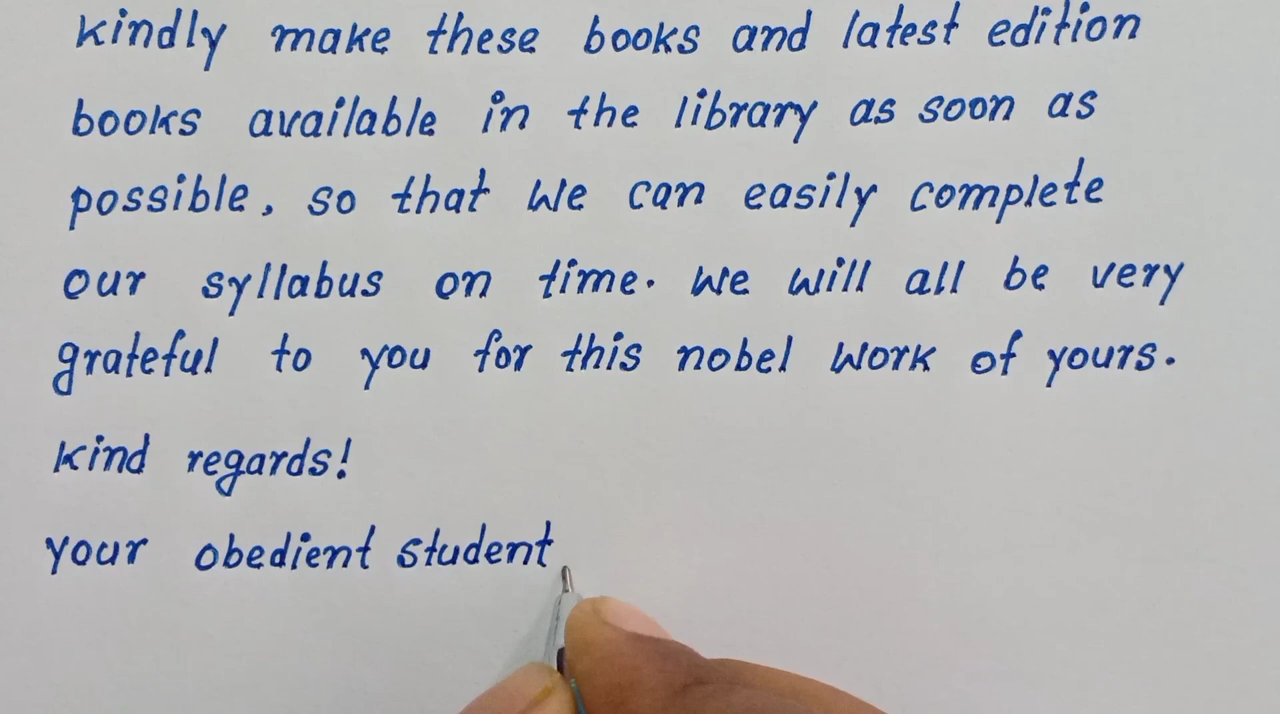 kindly make these books and latest edition
books available in the library as soon as
possible, so that we can easily complete
our syllabus on time. we will all be very
grateful to you for this nobel work of yours.
kind regards!
your obedient student